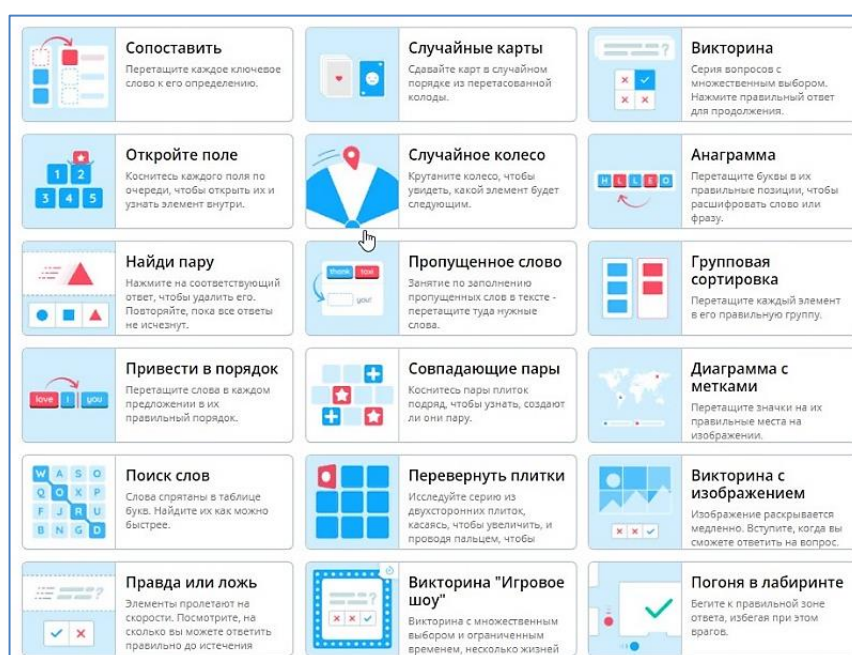 Сопоставить
Перетащите каждое ключевое
слово к его определению.
Случайные карты
Сдавайте карт в случайном
порядке из перетасованной
колоды.
?
Викторина
Серия вопросов с
множественным выбором.
Нажмите правильный ответ
для продолжения.
1 2
3 4 5
Откройте поле
Коснитесь каждого поля по
очереди, чтобы открыть их и
узнать элемент внутри.
Случайное колесо
Крутаните колесо, чтобы
увидеть, какой элемент будет
следующим.
H L L E O
Анаграмма
Перетащите буквы в их
правильные позиции, чтобы
расшифровать слово или
фразу.
Найди пару
Нажмите на соответствующий
ответ, чтобы удалить его.
Повторяйте, пока все ответы
не исчезнут.
thank taxi
you!
Пропущенное слово
Занятие по заполнению
пропущенных слов в тексте -
перетащите туда нужные
слова.
Групповая
сортировка
Перетащите каждый элемент
в его правильную группу.
love I you
Привести в порядок
Перетащите слова в каждом
предложении в их
правильный порядок.
Совпадающие пары
Коснитесь пары плиток
подряд, чтобы узнать, создают
ли они пару.
Диаграмма с
метками
Перетащите значки на их
правильные места на
изображении.
W A S O
Q O X P
F J R U
B N G D
Поиск слов
Слова спрятаны в таблице
букв. Найдите их как можно
быстрее.
Перевернуть плитки
Исследуйте серию из
двухсторонних плиток,
касаясь, чтобы увеличить, и
проводя пальцем, чтобы
Викторина с
изображением
Изображение раскрывается
медленно. Вступите, когда вы
сможете ответить на вопрос.
?
Правда или ложь
Элементы пролетают на
скорости. Посмотрите, на
сколько вы можете ответить
правильно до истечения
?
Викторина "Игровое
шоу"
Викторина с множественным
выбором и ограниченным
временем, несколько жизней
Погоня в лабиринте
Бегите к правильной зоне
ответа, избегая при этом
врагов.